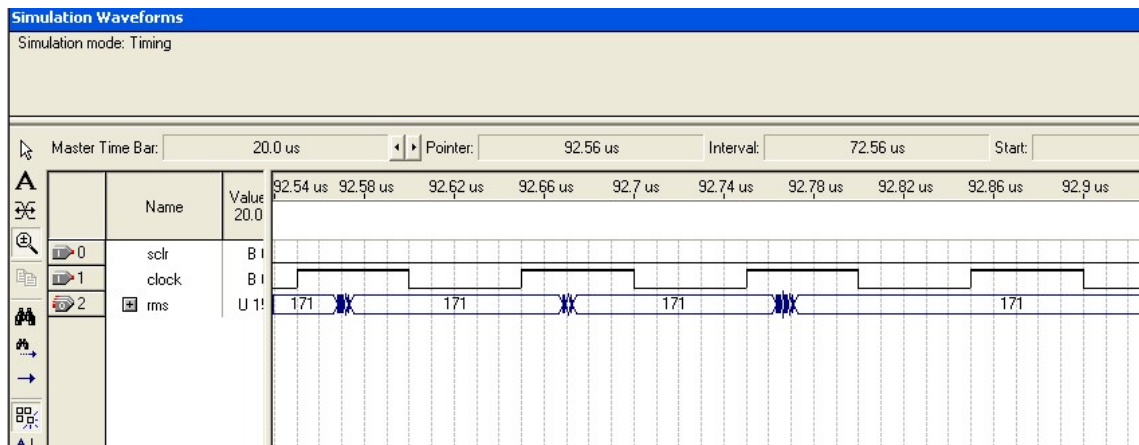 Simulation Waveforms
Simulation mode: Timing
Master Time Bar: 20.0 us Pointer: 92.56 us Interval: 72.56 us Start:
A
Name Value 20.0
92.54 us 92.58 us 92.62 us 92.66 us 92.7 us 92.74 us 92.78 us 92.82 us 92.86 us 92.9 us
0 sclr B
1 clock B
2 rms U 171 171 171 171